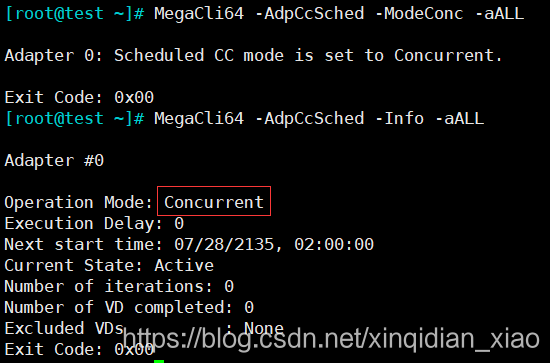 [root@test ~]# MegaCli64 -AdpCcSched -ModeConc -aALL
Adapter 0: Scheduled CC mode is set to Concurrent.
Exit Code: 0x00
[root@test ~]# MegaCli64 -AdpCcSched -Info -aALL
Adapter #0
Operation Mode: Concurrent
Execution Delay: 0
Next start time: 07/28/2135, 02:00:00
Current State: Active
Number of iterations: 0
Number of VD completed: 0
Excluded VDs : None
Exit Code: 0x00
https://blog.csdn.net/xinqidian_xiao